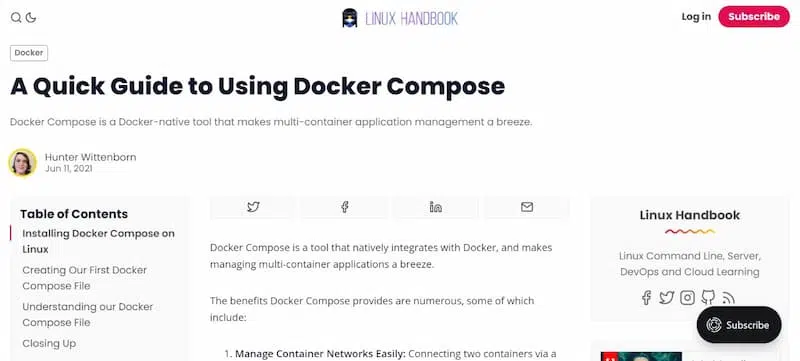 LINUX HANDBOOK
Log in
Subscribe
Docker
A Quick Guide to Using Docker Compose
Docker Compose is a Docker-native tool that makes multi-container application management a breeze.
Hunter Wittenborn
Jun 11, 2021
Table of Contents
Installing Docker Compose on
Linux
Creating Our First Docker
Compose File
Understanding our Docker
Compose File
Closing Up
Docker Compose is a tool that natively integrates with Docker, and makes
managing multi-container applications a breeze.
The benefits Docker Compose provides are numerous, some of which
include:
1. Manage Container Networks Easily: Connecting two containers via a
Linux Handbook
Linux Command Line, Server,
DevOps and Cloud Learning
Subscribe